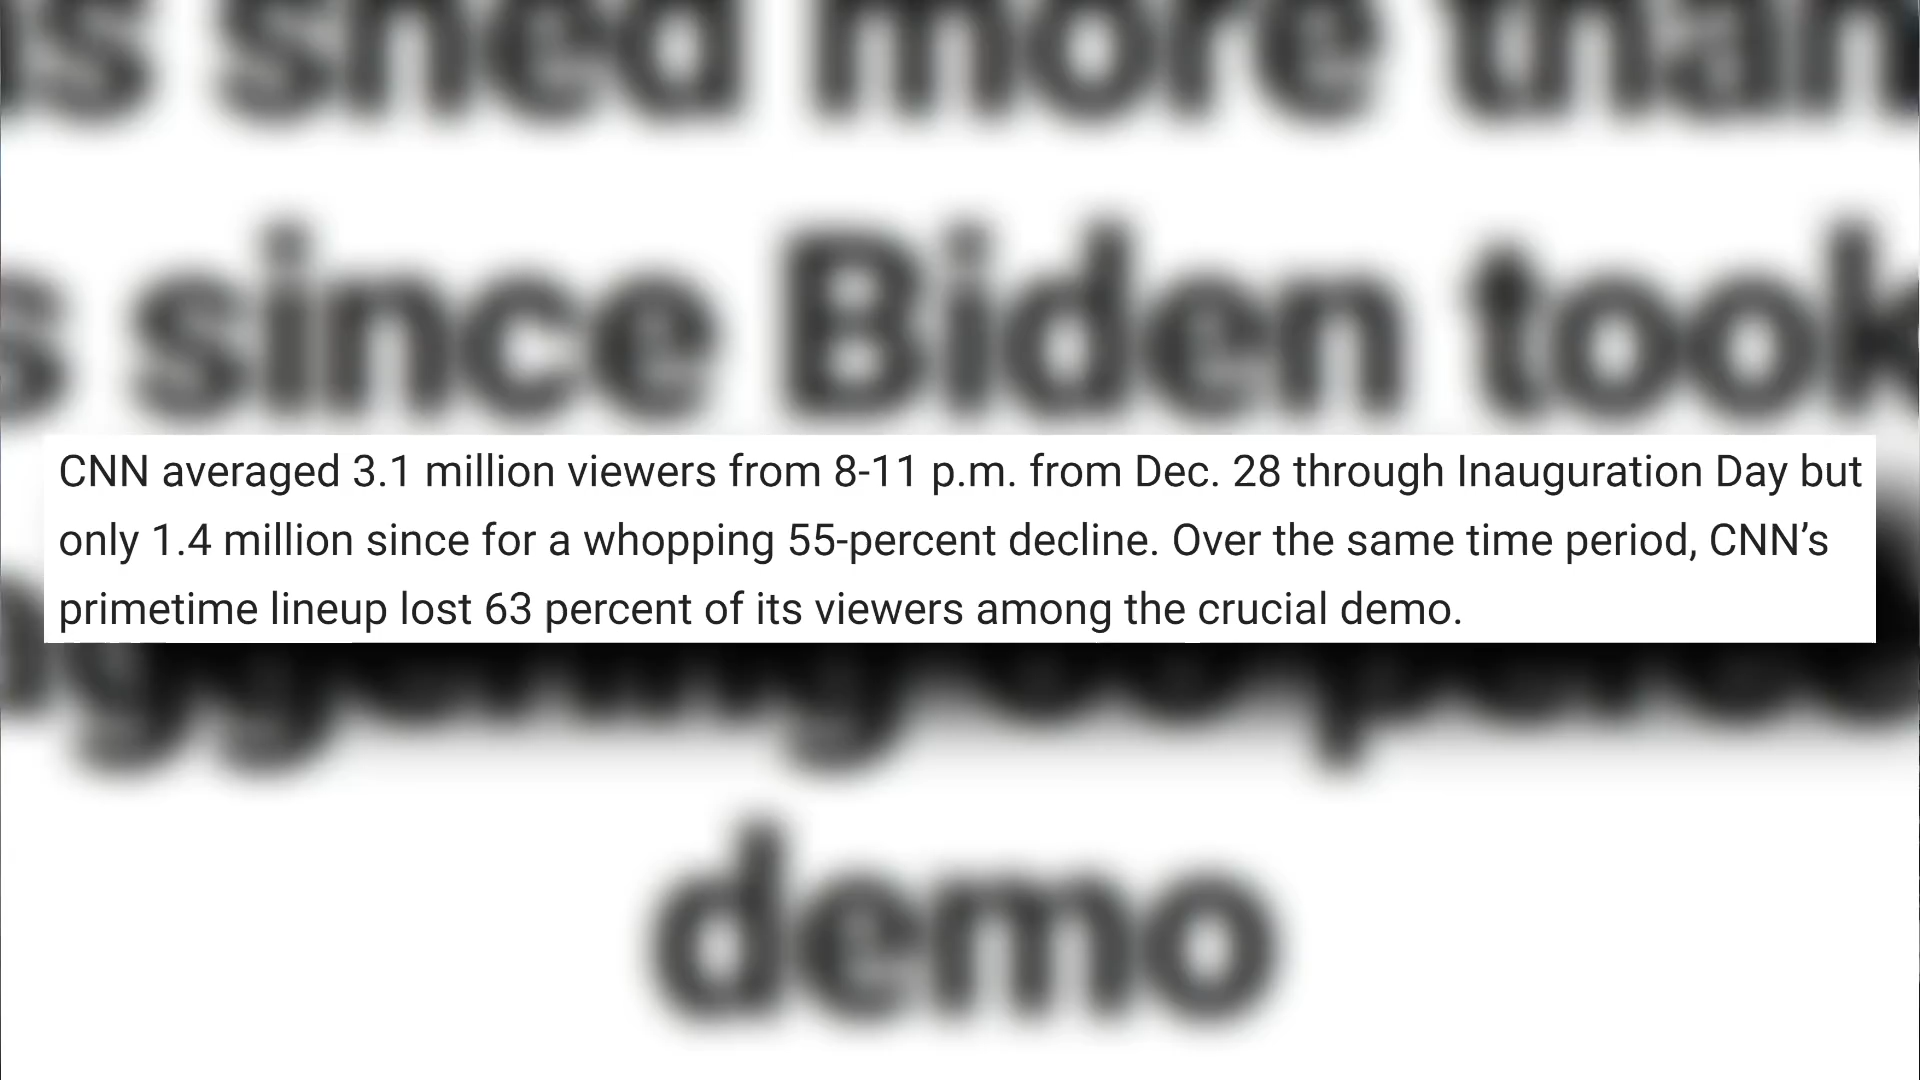 s shed more than
s since Biden took
CNN averaged 3.1 million viewers from 8-11 p.m. from Dec. 28 through Inauguration Day but
only 1.4 million since for a whopping 55-percent decline. Over the same time period, CNN’s
primetime lineup lost 63 percent of its viewers among the crucial demo.
demo